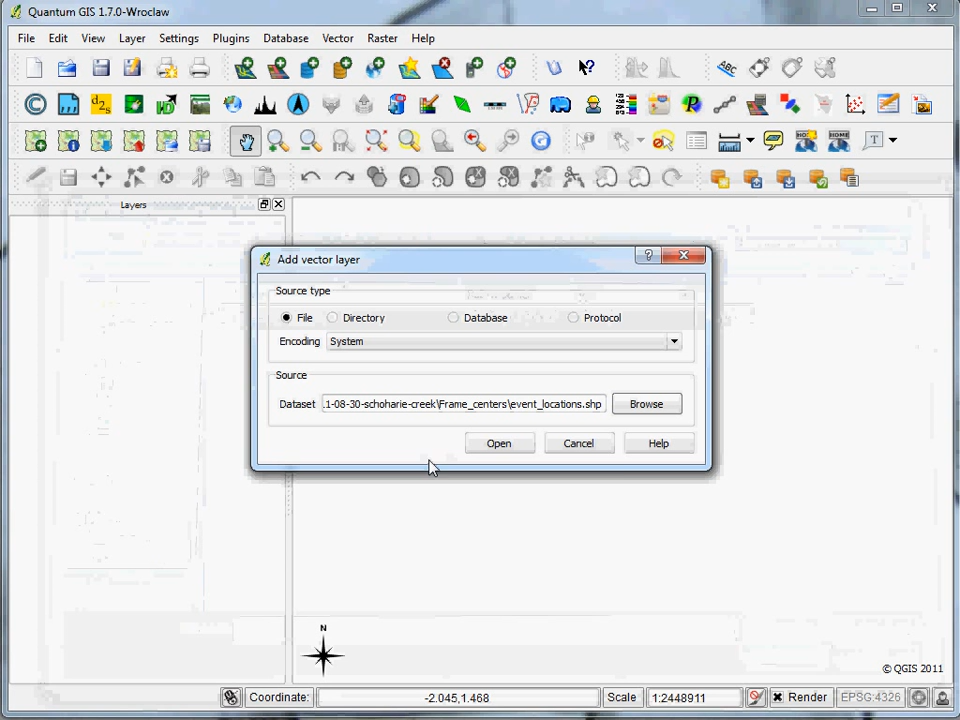 Quantum GIS 1.7.0-Wroclaw
File Edit View Layer Settings Plugins Database Vector Raster Help
Layers
Add vector layer
Source type
File Directory Database Protocol
Encoding System
Source
Dataset .1-08-30-schoharie-creek\Frame_centers\event_locations.shp Browse
Open Cancel Help
N
© QGIS 2011
Coordinate: -2.045,1.468 Scale 1:2448911 Render EPSG:4326